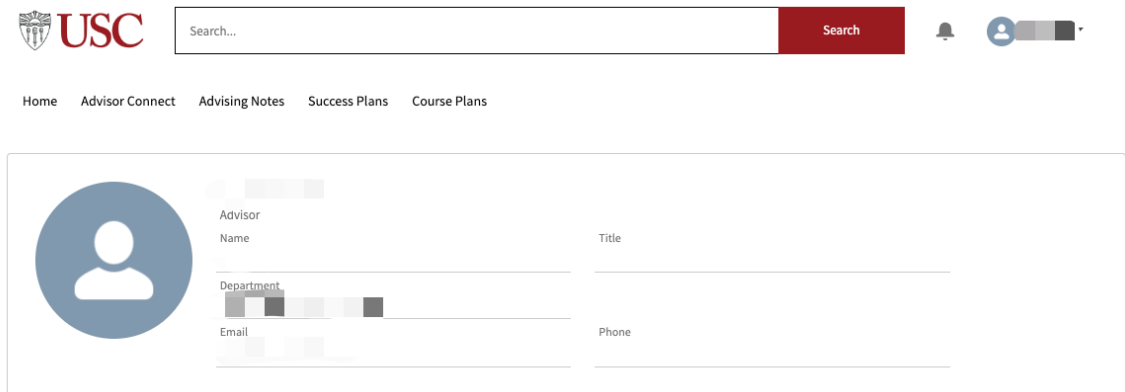 USC
Search...
Search
Home Advisor Connect Advising Notes Success Plans Course Plans
Advisor
Name Title
Department
Email Phone